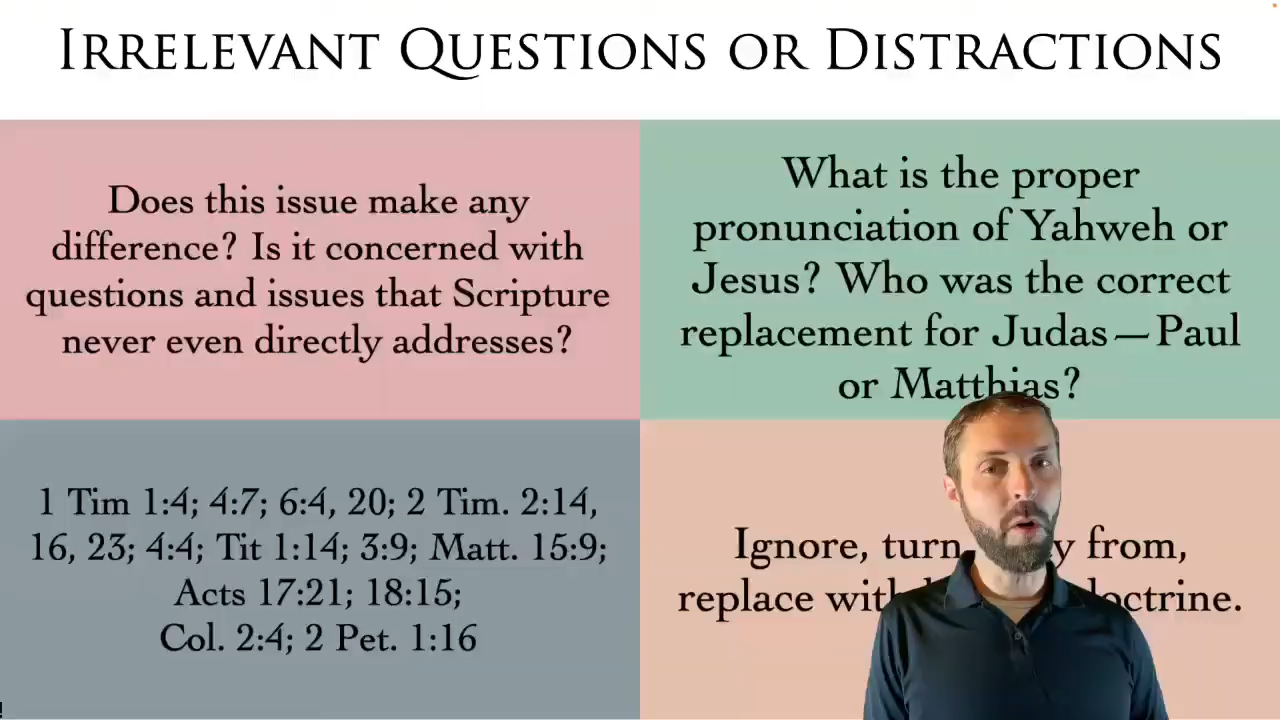 IRRELEVANT QUESTIONS OR DISTRACTIONS
Does this issue make any
difference? Is it concerned with
questions and issues that Scripture
never even directly addresses?
What is the proper
pronunciation of Yahweh or
Jesus? Who was the correct
replacement for Judas—Paul
or Matthias?
1 Tim 1:4; 4:7; 6:4, 20; 2 Tim. 2:14,
16, 23; 4:4; Tit 1:14; 3:9; Matt. 15:9;
Acts 17:21; 18:15;
Col. 2:4; 2 Pet. 1:16
Ignore, turn from,
replace with